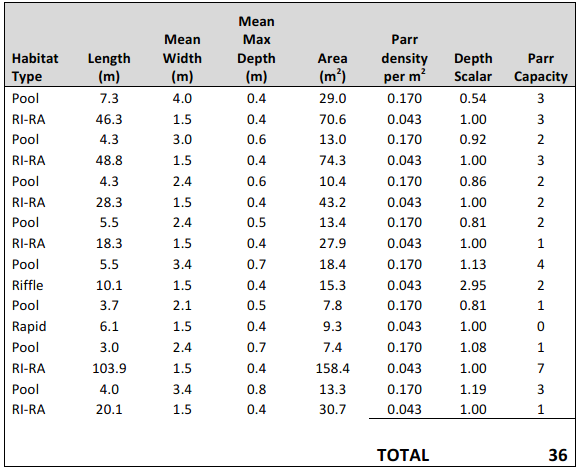 Mean
Mean Max Parr
Habitat Length Width Depth Area density Depth Parr
Type (m) (m) (m) (m²) per m² Scalar Capacity
Pool 7.3 4.0 0.4 29.0 0.170 0.54 3
RI-RA 46.3 1.5 0.4 70.6 0.043 1.00 3
Pool 4.3 3.0 0.6 13.0 0.170 0.92 2
RI-RA 48.8 1.5 0.4 74.3 0.043 1.00 3
Pool 4.3 2.4 0.6 10.4 0.170 0.86 2
RI-RA 28.3 1.5 0.4 43.2 0.043 1.00 2
Pool 5.5 2.4 0.5 13.4 0.170 0.81 2
RI-RA 18.3 1.5 0.4 27.9 0.043 1.00 1
Pool 5.5 3.4 0.7 18.4 0.170 1.13 4
Riffle 10.1 1.5 0.4 15.3 0.043 2.95 2
Pool 3.7 2.1 0.5 7.8 0.170 0.81 1
Rapid 6.1 1.5 0.4 9.3 0.043 1.00 0
Pool 3.0 2.4 0.7 7.4 0.170 1.08 1
RI-RA 103.9 1.5 0.4 158.4 0.043 1.00 7
Pool 4.0 3.4 0.8 13.3 0.170 1.19 3
RI-RA 20.1 1.5 0.4 30.7 0.043 1.00 1
TOTAL 36